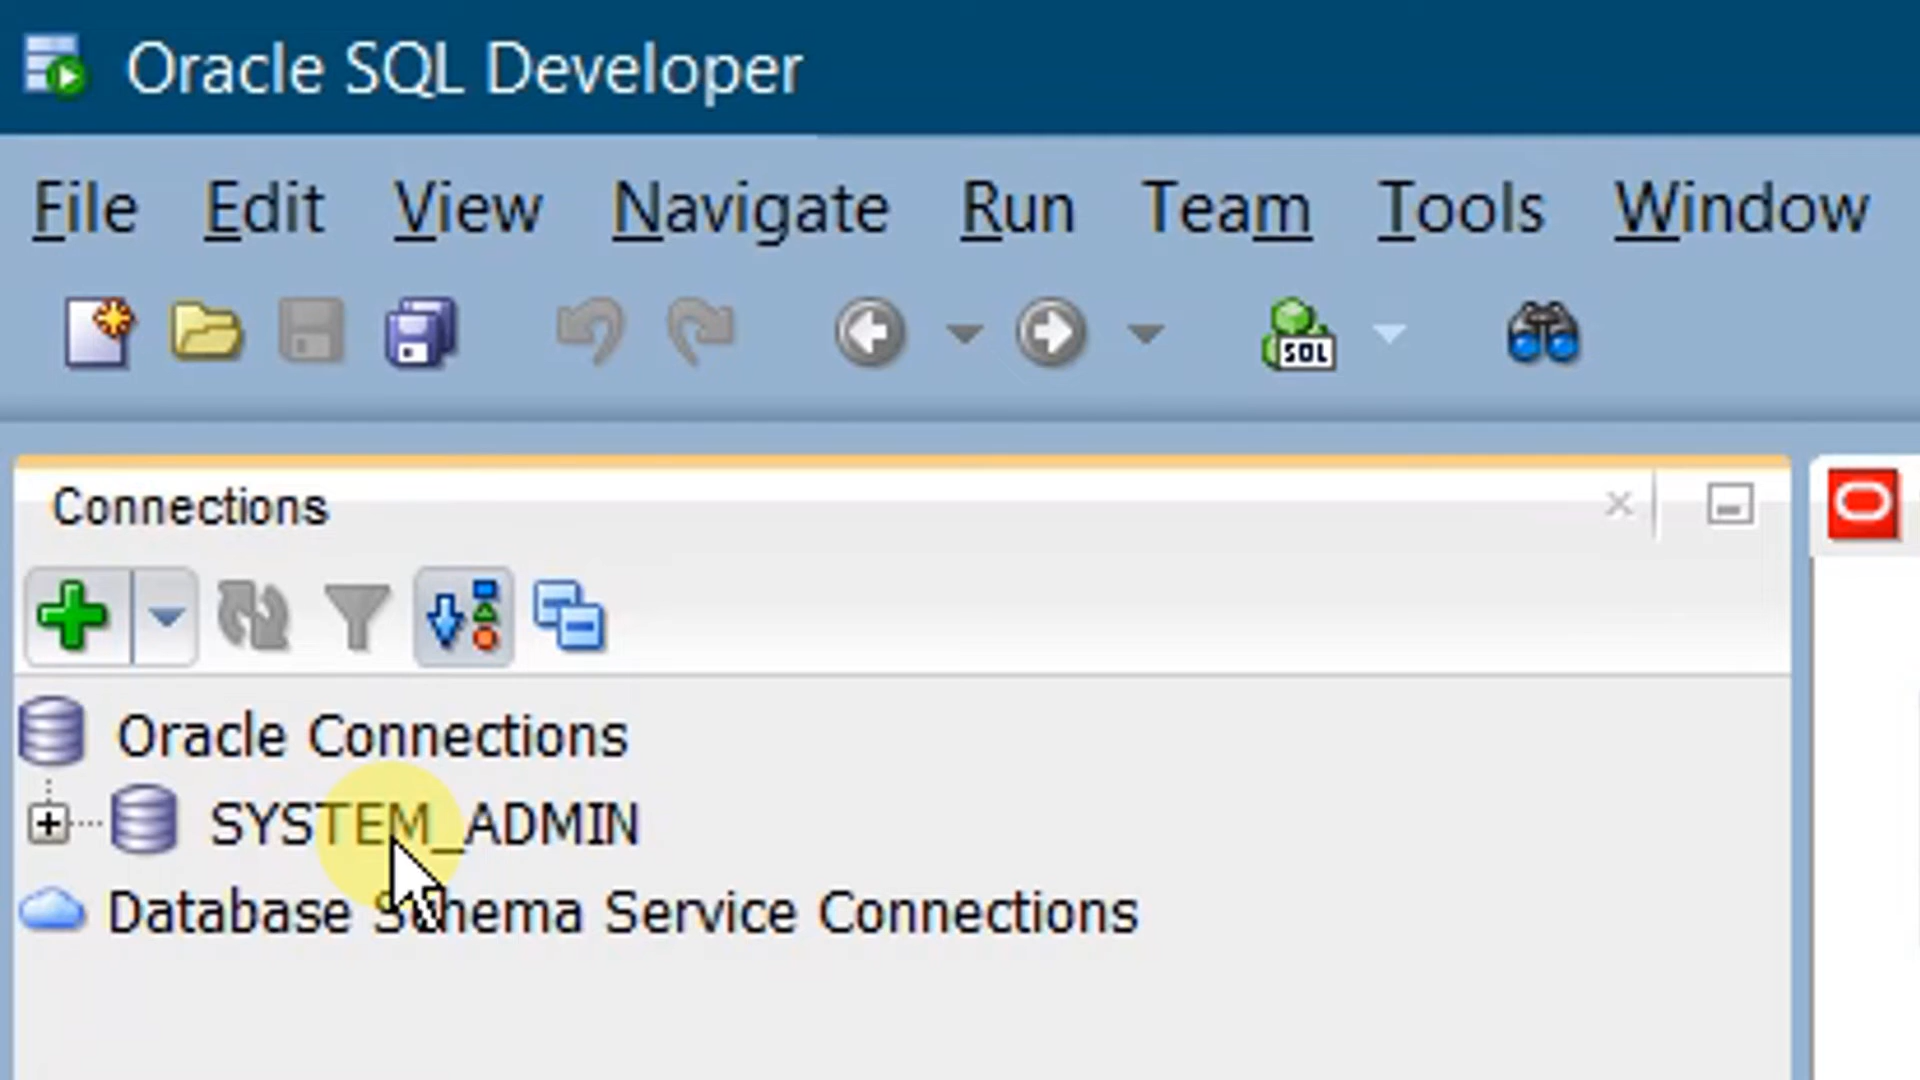 Oracle SQL Developer
File Edit View Navigate Run Team Tools Window
SQL
Connections
Oracle Connections
SYSTEM_ADMIN
Database Schema Service Connections